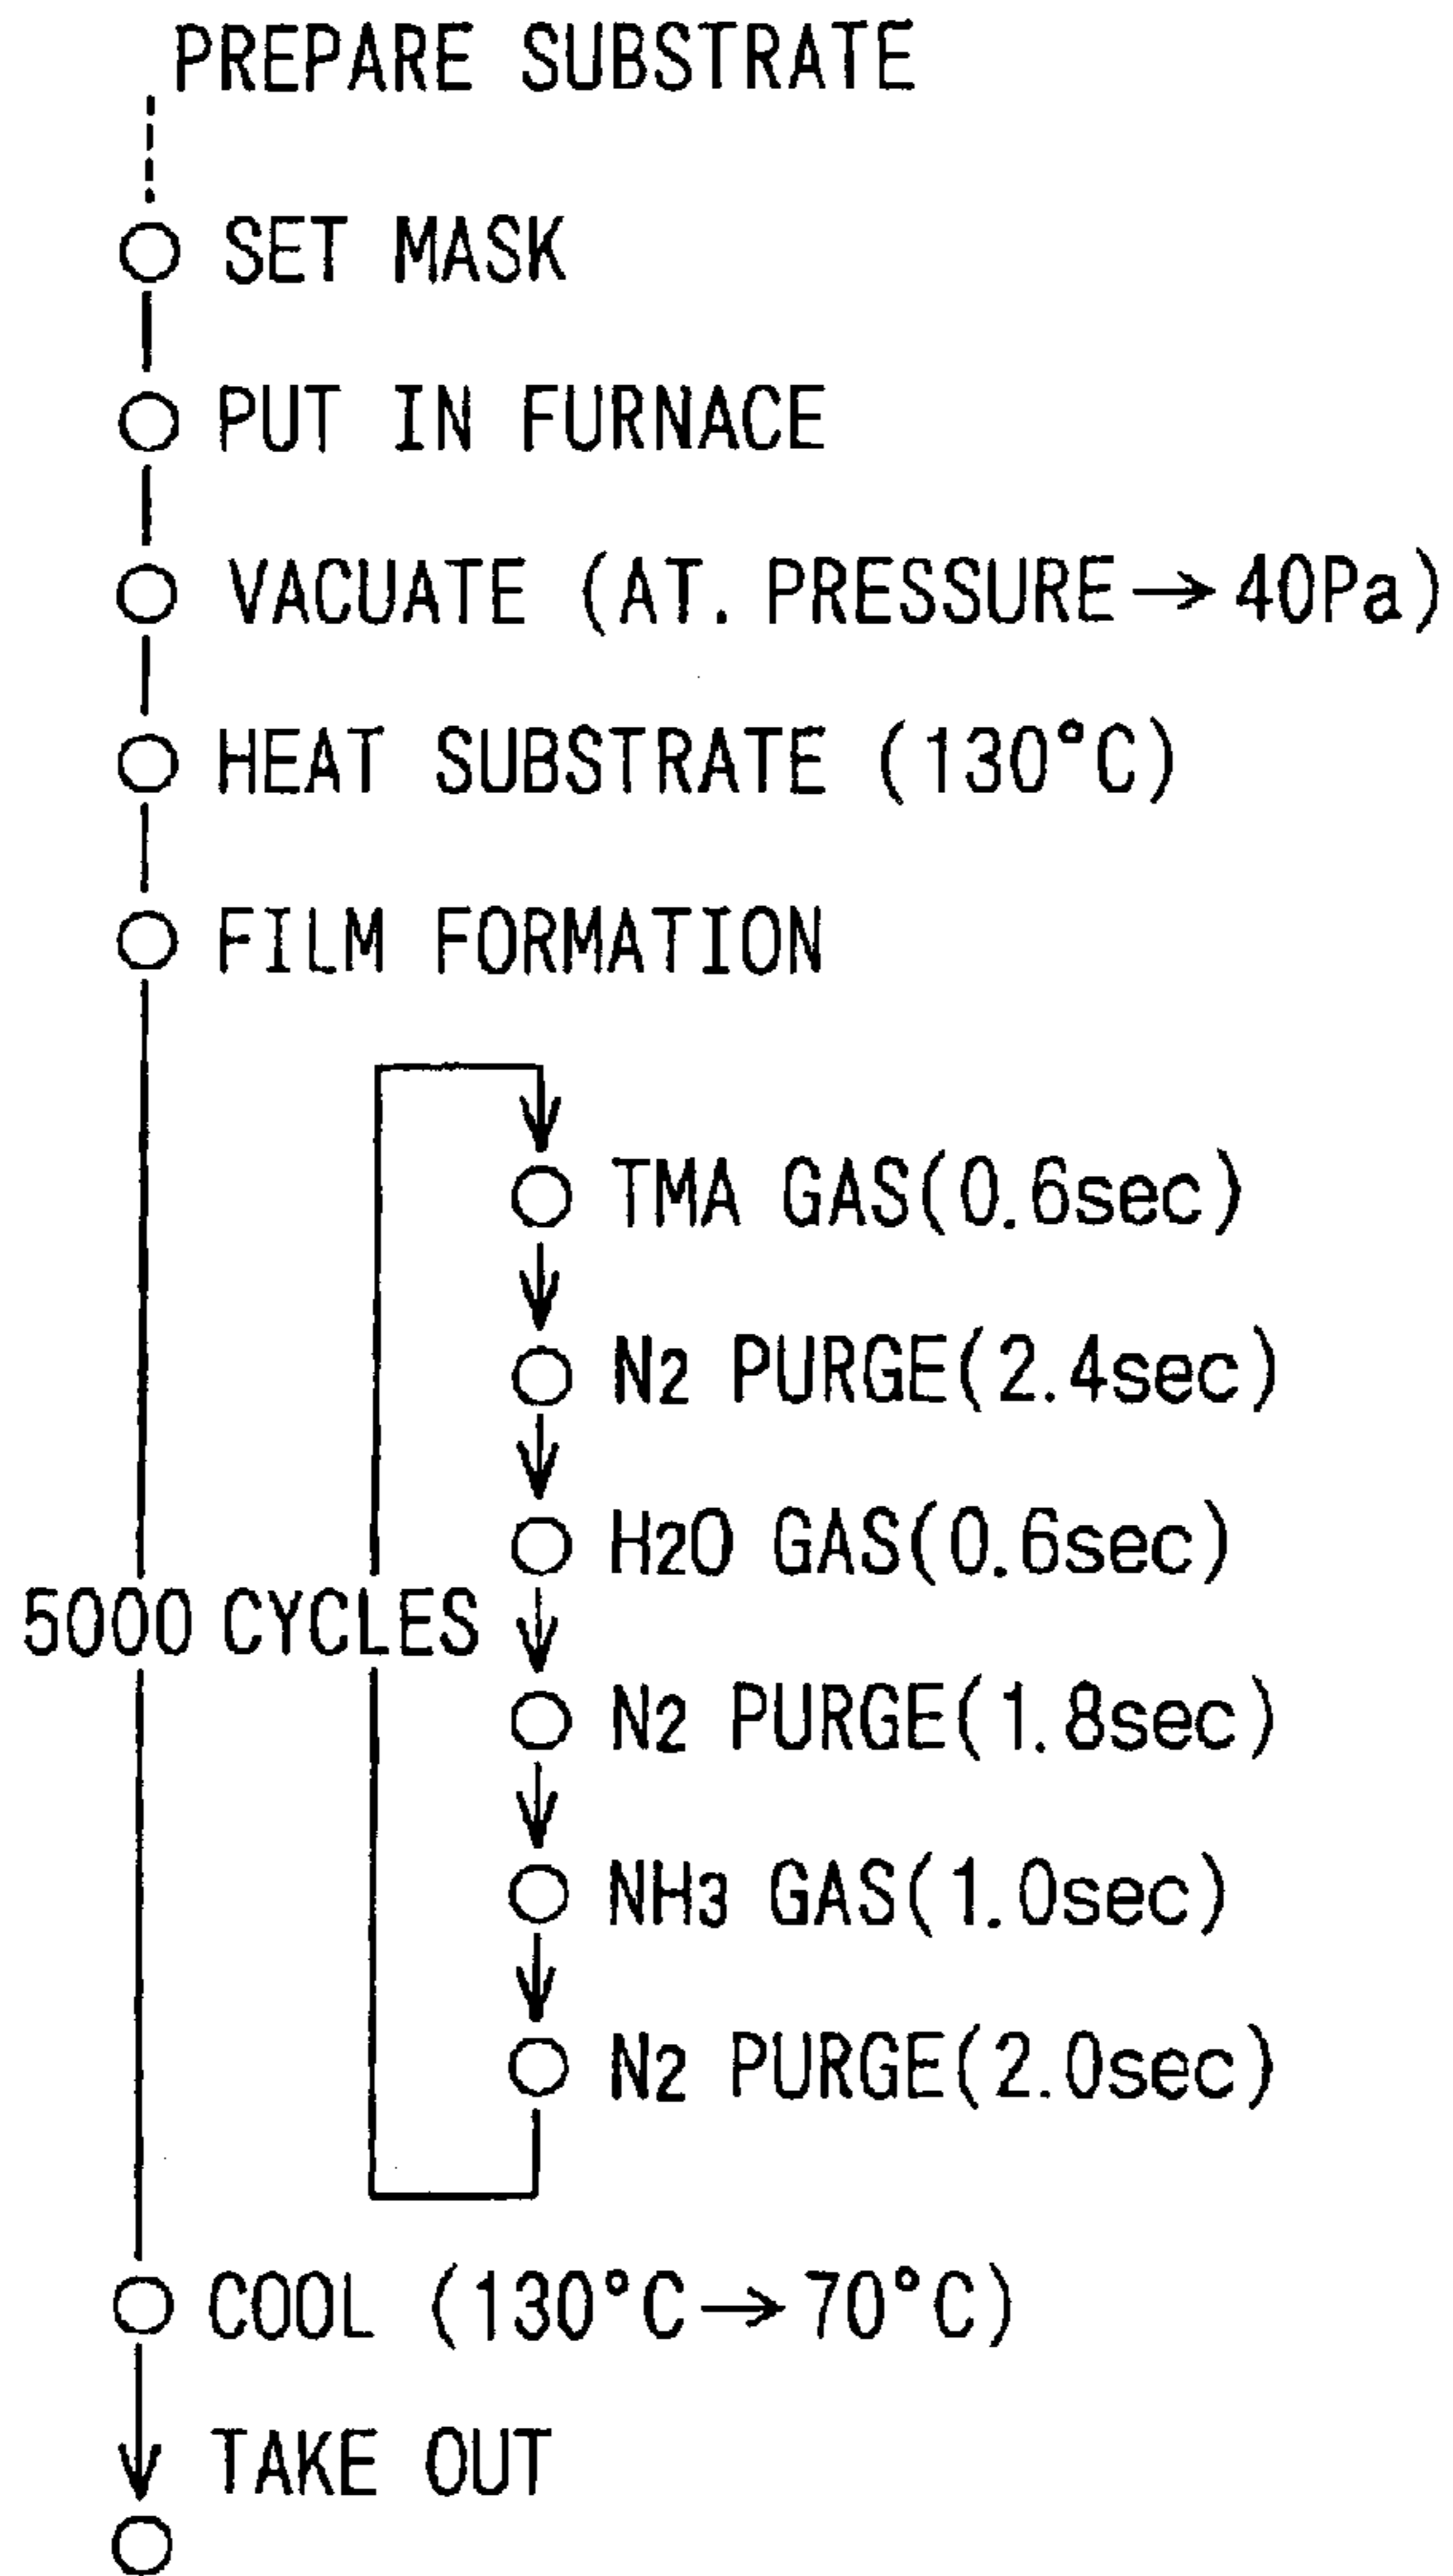 PREPARE SUBSTRATE
SET MASK
PUT IN FURNACE
VACUATE (AT. PRESSURE→40Pa)
HEAT SUBSTRATE (130°C)
FILM FORMATION
TMA GAS(0.6sec)
N2 PURGE(2.4sec)
H2O GAS(0.6sec)
5000 CYCLES
N2 PURGE(1.8sec)
NH3 GAS(1.0sec)
N2 PURGE(2.0sec)
COOL (130°C→70°C)
TAKE OUT